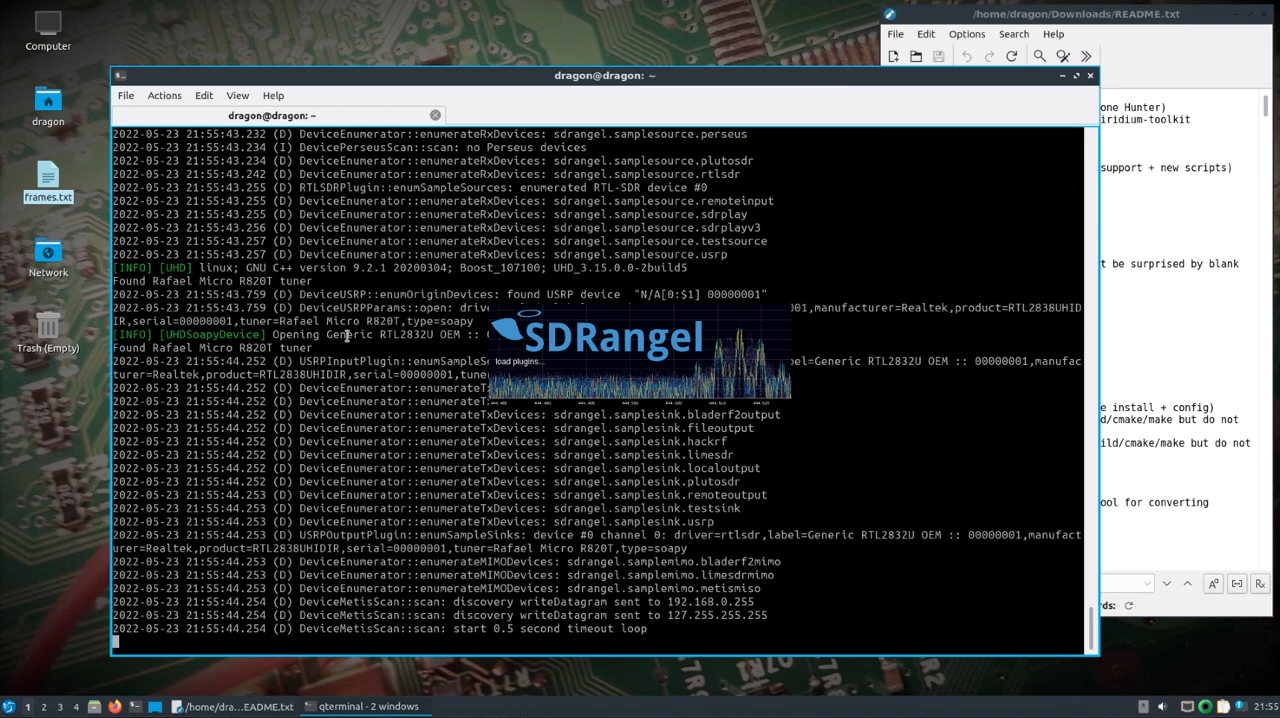 Computer
dragon
frames.txt
Network
Trash (Empty)
/home/dragon/Downloads/README.txt
File Edit Options Search Help
one Hunter)
iridium-toolkit
support + new scripts)
t be surprised by blank
e install + config)
d/cmake/make but do not
ild/cmake/make but do not
ool for converting
rds:
dragon@dragon: ~
File Actions Edit View Help
dragon@dragon: ~
2022-05-23 21:55:43.232 (D) DeviceEnumerator::enumerateRxDevices: sdrangel.samplesource.perseus
2022-05-23 21:55:43.234 (I) DevicePerseusScan::scan: no Perseus devices
2022-05-23 21:55:43.234 (D) DeviceEnumerator::enumerateRxDevices: sdrangel.samplesource.plutosdr
2022-05-23 21:55:43.242 (D) DeviceEnumerator::enumerateRxDevices: sdrangel.samplesource.rtlsdr
2022-05-23 21:55:43.255 (D) RTLSDRPlugin::enumSampleSources: enumerated RTL-SDR device #0
2022-05-23 21:55:43.255 (D) DeviceEnumerator::enumerateRxDevices: sdrangel.samplesource.remoteinput
2022-05-23 21:55:43.255 (D) DeviceEnumerator::enumerateRxDevices: sdrangel.samplesource.sdrplay
2022-05-23 21:55:43.256 (D) DeviceEnumerator::enumerateRxDevices: sdrangel.samplesource.sdrplayv3
2022-05-23 21:55:43.257 (D) DeviceEnumerator::enumerateRxDevices: sdrangel.samplesource.testsource
2022-05-23 21:55:43.257 (D) DeviceEnumerator::enumerateRxDevices: sdrangel.samplesource.usrp
[INFO] [UHD] linux; GNU C++ version 9.2.1 20200304; Boost_107100; UHD_3.15.0.0-2build5
Found Rafael Micro R820T tuner
2022-05-23 21:55:43.759 (D) DeviceUSRP::enumOriginDevices: found USRP device "N/A[0:$1] 00000001"
2022-05-23 21:55:43.759 (D) DeviceUSRPParams::open: drive 001,manufacturer=Realtek,product=RTL2838UHID
IR,serial=00000001,tuner=Rafael Micro R820T,type=soapy
[INFO] [UHDSoapyDevice] Opening Generic RTL2832U OEM ::
Found Rafael Micro R820T tuner
2022-05-23 21:55:44.252 (D) USRPInputPlugin::enumSampleSo label=Generic RTL2832U OEM :: 00000001,manufac
turer=Realtek,product=RTL2838UHIDIR,serial=00000001,tune
2022-05-23 21:55:44.252 (D) DeviceEnumerator::enumerateTx
2022-05-23 21:55:44.252 (D) DeviceEnumerator::enumerateTx
2022-05-23 21:55:44.252 (D) DeviceEnumerator::enumerateTxDevices: sdrangel.samplesink.bladerf2output
2022-05-23 21:55:44.252 (D) DeviceEnumerator::enumerateTxDevices: sdrangel.samplesink.fileoutput
2022-05-23 21:55:44.252 (D) DeviceEnumerator::enumerateTxDevices: sdrangel.samplesink.hackrf
2022-05-23 21:55:44.252 (D) DeviceEnumerator::enumerateTxDevices: sdrangel.samplesink.limesdr
2022-05-23 21:55:44.252 (D) DeviceEnumerator::enumerateTxDevices: sdrangel.samplesink.localoutput
2022-05-23 21:55:44.252 (D) DeviceEnumerator::enumerateTxDevices: sdrangel.samplesink.plutosdr
2022-05-23 21:55:44.253 (D) DeviceEnumerator::enumerateTxDevices: sdrangel.samplesink.remoteoutput
2022-05-23 21:55:44.253 (D) DeviceEnumerator::enumerateTxDevices: sdrangel.samplesink.testsink
2022-05-23 21:55:44.253 (D) DeviceEnumerator::enumerateTxDevices: sdrangel.samplesink.usrp
2022-05-23 21:55:44.253 (D) USRPOutputPlugin::enumSampleSinks: device #0 channel 0: driver=rtlsdr,label=Generic RTL2832U OEM :: 00000001,manufact
urer=Realtek,product=RTL2838UHIDIR,serial=00000001,tuner=Rafael Micro R820T,type=soapy
2022-05-23 21:55:44.253 (D) DeviceEnumerator::enumerateMIMODevices: sdrangel.samplemimo.bladerf2mimo
2022-05-23 21:55:44.253 (D) DeviceEnumerator::enumerateMIMODevices: sdrangel.samplemimo.limesdrmimo
2022-05-23 21:55:44.253 (D) DeviceEnumerator::enumerateMIMODevices: sdrangel.samplemimo.metismiso
2022-05-23 21:55:44.254 (D) DeviceMetisScan::scan: discovery writeDatagram sent to 192.168.0.255
2022-05-23 21:55:44.254 (D) DeviceMetisScan::scan: discovery writeDatagram sent to 127.255.255.255
2022-05-23 21:55:44.254 (D) DeviceMetisScan::scan: start 0.5 second timeout loop
SDRangel
load plugins...
1 2 3 4 /home/dra...EADME.txt qterminal - 2 windows 21:55